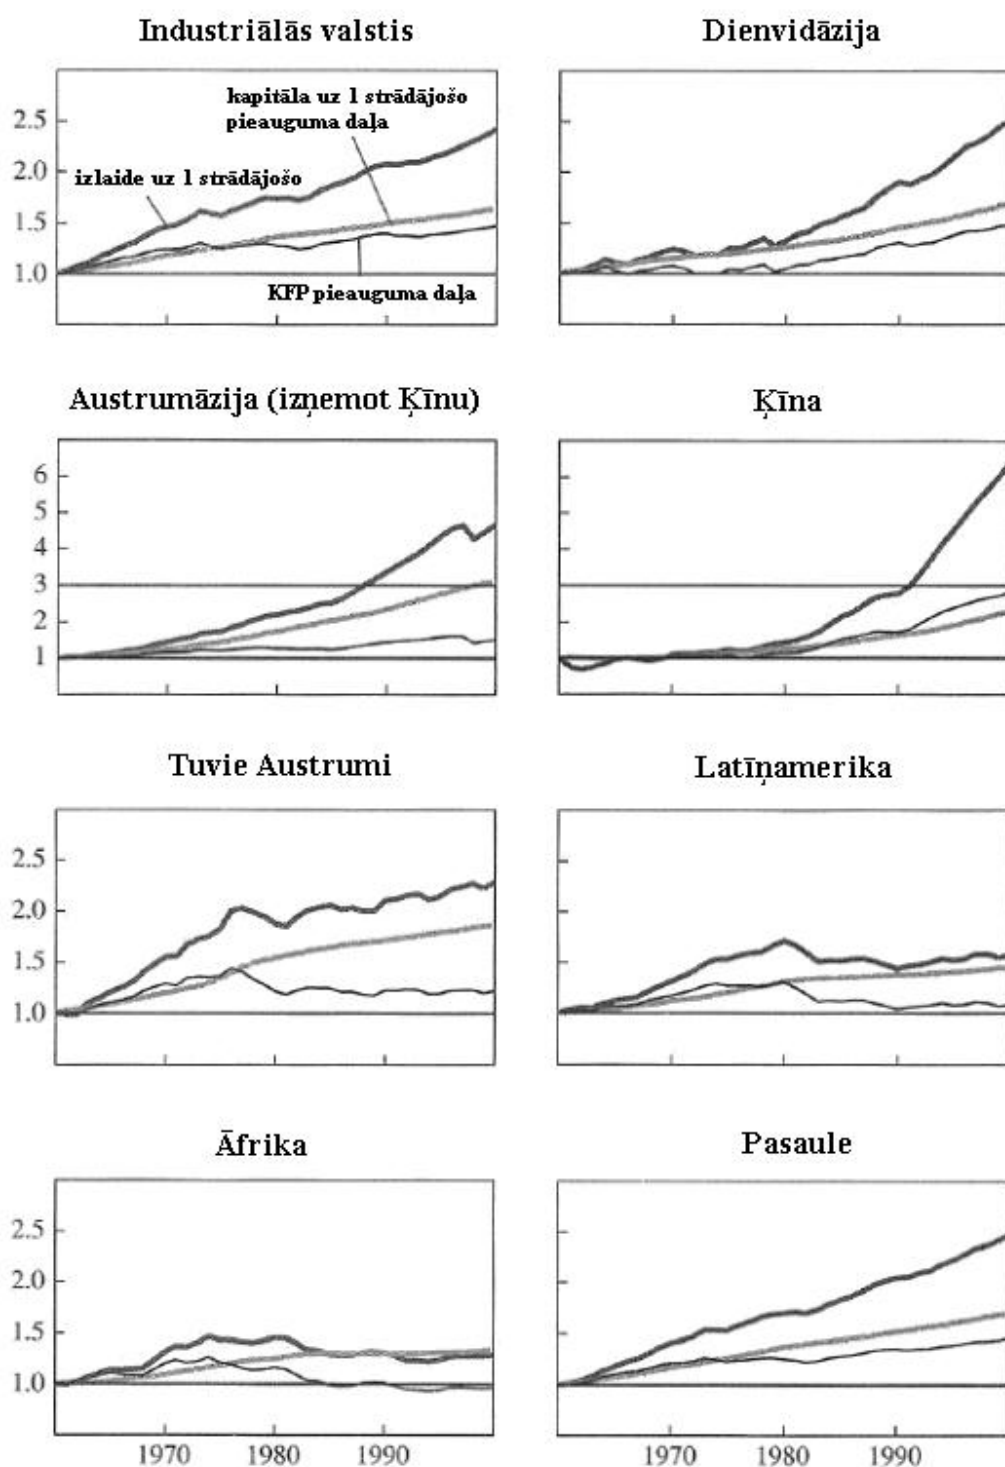 Industriālās valstis
Dienvidāzija
kapitāla uz 1 strādājošo
pieauguma daļa
izlaide uz 1 strādājošo
KFP pieauguma daļa
2.5
2.0
1.5
1.0
Austrumāzija (izņemot Ķīnu)
Ķīna
6
5
4
3
2
1
Tuvie Austrumi
Latīņamerika
2.5
2.0
1.5
1.0
Āfrika
Pasaule
2.5
2.0
1.5
1.0
1970 1980 1990
1970 1980 1990